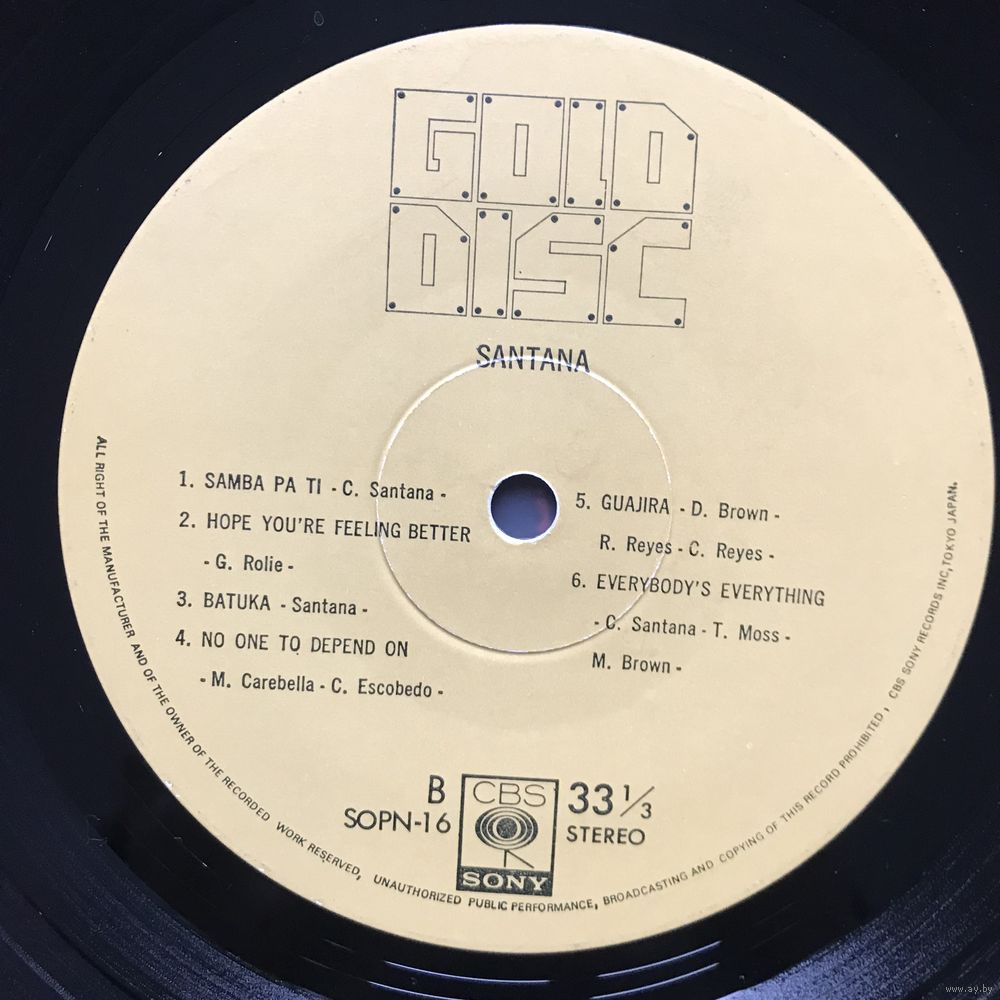 GOLD
DISC
SANTANA
1. SAMBA PA TI - C. Santana -
2. HOPE YOU'RE FEELING BETTER
- G. Rolie -
3. BATUKA - Santana -
4. NO ONE TO DEPEND ON
- M. Carebella - C. Escobedo -
5. GUAJIRA - D. Brown -
R. Reyes - C. Reyes -
6. EVERYBODY'S EVERYTHING
- C. Santana - T. Moss -
M. Brown -
B
SOPN-16
CBS
SONY
33 1/3
STEREO
ALL RIGHT OF THE MANUFACTURER AND OF THE OWNER OF THE RECORDED WORK RESERVED, UNAUTHORIZED PUBLIC PERFORMANCE, BROADCASTING AND COPYING OF THIS RECORD PROHIBITED, CBS SONY RECORDS INC, TOKYO JAPAN.
www.ay.by